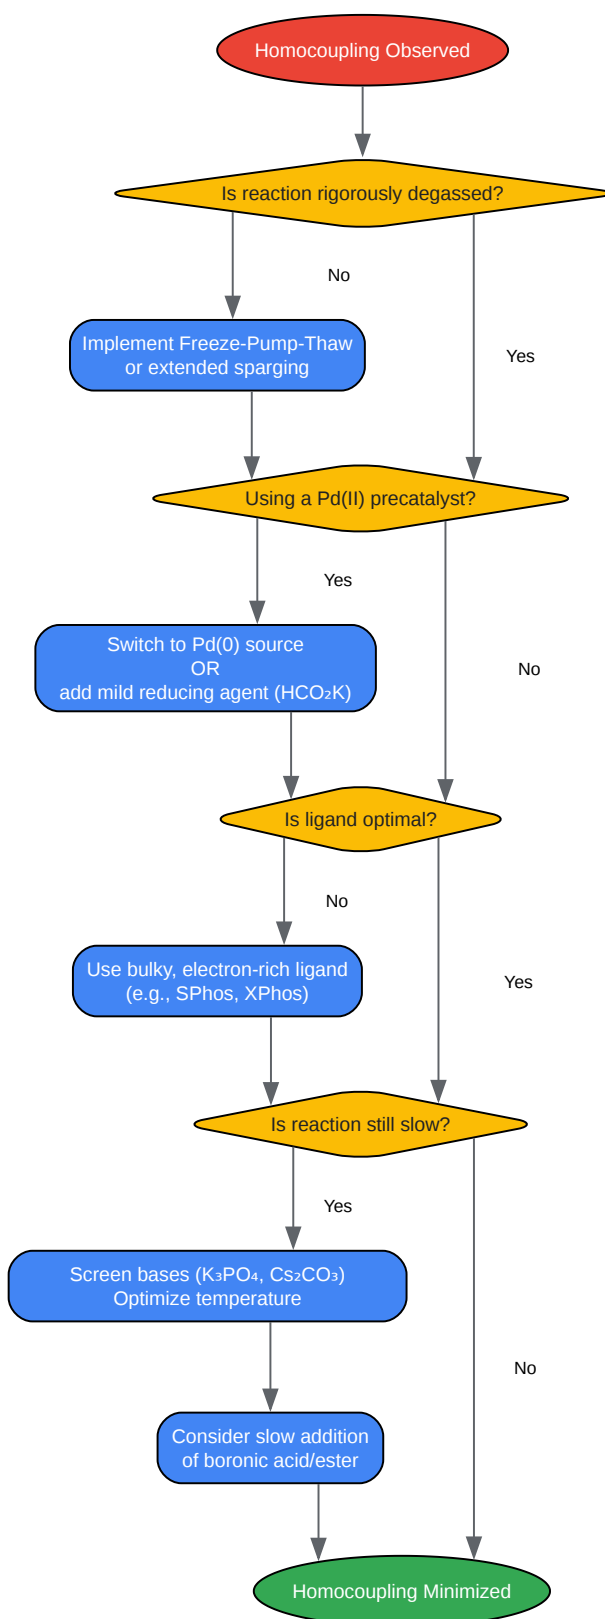 Homocoupling Observed
Is reaction rigorously degassed?
No
Implement Freeze-Pump-Thaw
or extended sparging
Yes
Using a Pd(II) precatalyst?
Yes
Switch to Pd(0) source
OR
add mild reducing agent (HCO₂K)
No
Is ligand optimal?
No
Use bulky, electron-rich ligand
(e.g., SPhos, XPhos)
Yes
Is reaction still slow?
Yes
Screen bases (K₃PO₄, Cs₂CO₃)
Optimize temperature
No
Consider slow addition
of boronic acid/ester
Homocoupling Minimized